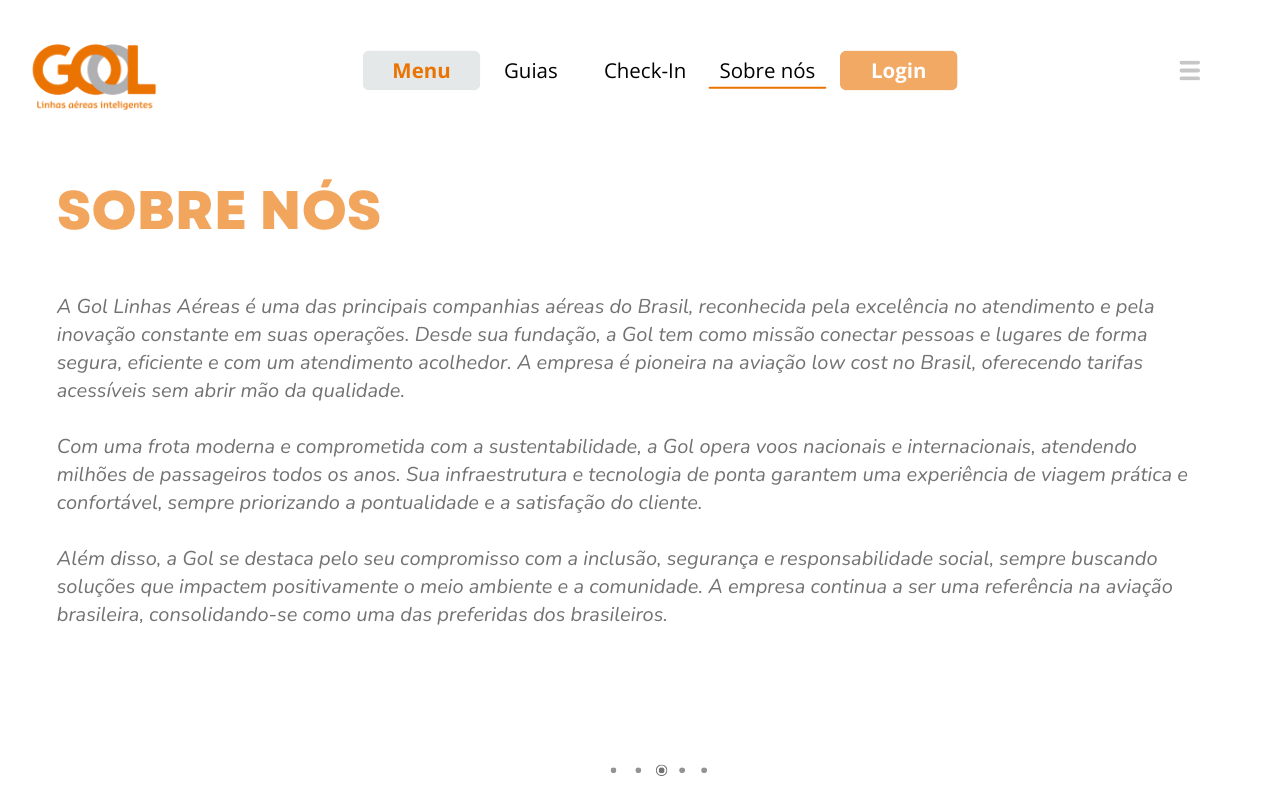 GOL
Linhas aéreas inteligentes
Menu
Guias
Check-In
Sobre nós
Login
SOBRE NÓS
A Gol Linhas Aéreas é uma das principais companhias aéreas do Brasil, reconhecida pela excelência no atendimento e pela
inovação constante em suas operações. Desde sua fundação, a Gol tem como missão conectar pessoas e lugares de forma
segura, eficiente e com um atendimento acolhedor. A empresa é pioneira na aviação low cost no Brasil, oferecendo tarifas
acessíveis sem abrir mão da qualidade.
Com uma frota moderna e comprometida com a sustentabilidade, a Gol opera voos nacionais e internacionais, atendendo
milhões de passageiros todos os anos. Sua infraestrutura e tecnologia de ponta garantem uma experiência de viagem prática e
confortável, sempre priorizando a pontualidade e a satisfação do cliente.
Além disso, a Gol se destaca pelo seu compromisso com a inclusão, segurança e responsabilidade social, sempre buscando
soluções que impactem positivamente o meio ambiente e a comunidade. A empresa continua a ser uma referência na aviação
brasileira, consolidando-se como uma das preferidas dos brasileiros.